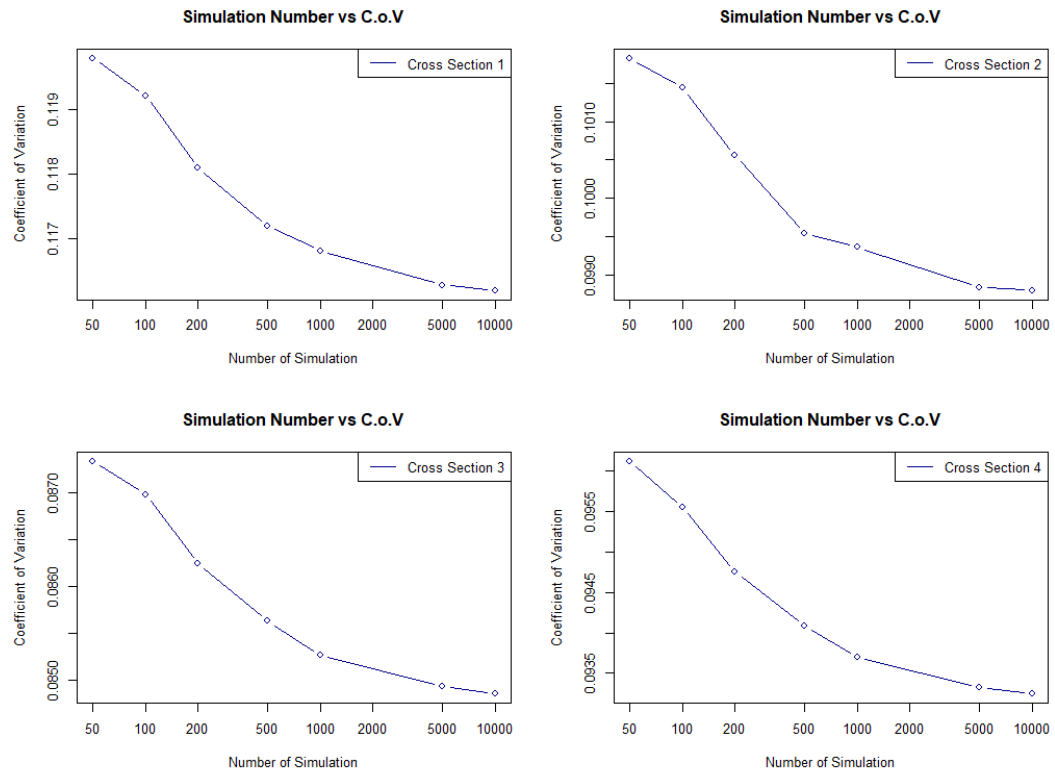 Simulation Number vs C.o.V
Cross Section 1
Coefficient of Variation
0.119
0.118
0.117
50 100 200 500 1000 2000 5000 10000
Number of Simulation
Simulation Number vs C.o.V
Cross Section 2
Coefficient of Variation
0.1010
0.1000
0.0990
50 100 200 500 1000 2000 5000 10000
Number of Simulation
Simulation Number vs C.o.V
Cross Section 3
Coefficient of Variation
0.0870
0.0860
0.0850
50 100 200 500 1000 2000 5000 10000
Number of Simulation
Simulation Number vs C.o.V
Cross Section 4
Coefficient of Variation
0.0955
0.0945
0.0935
50 100 200 500 1000 2000 5000 10000
Number of Simulation